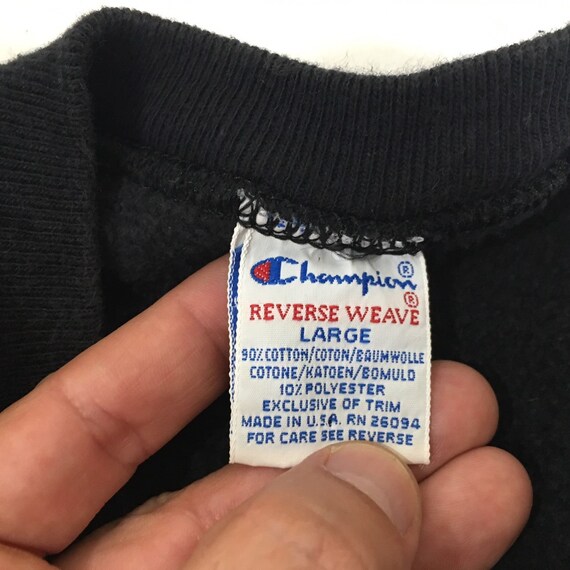 Champion®
REVERSE WEAVE®
LARGE
90% COTTON/COTON/BAUMWOLLE
COTONE/KATOEN/BOMULD
10% POLYESTER
EXCLUSIVE OF TRIM
MADE IN U.S.A. RN 26094
FOR CARE SEE REVERSE